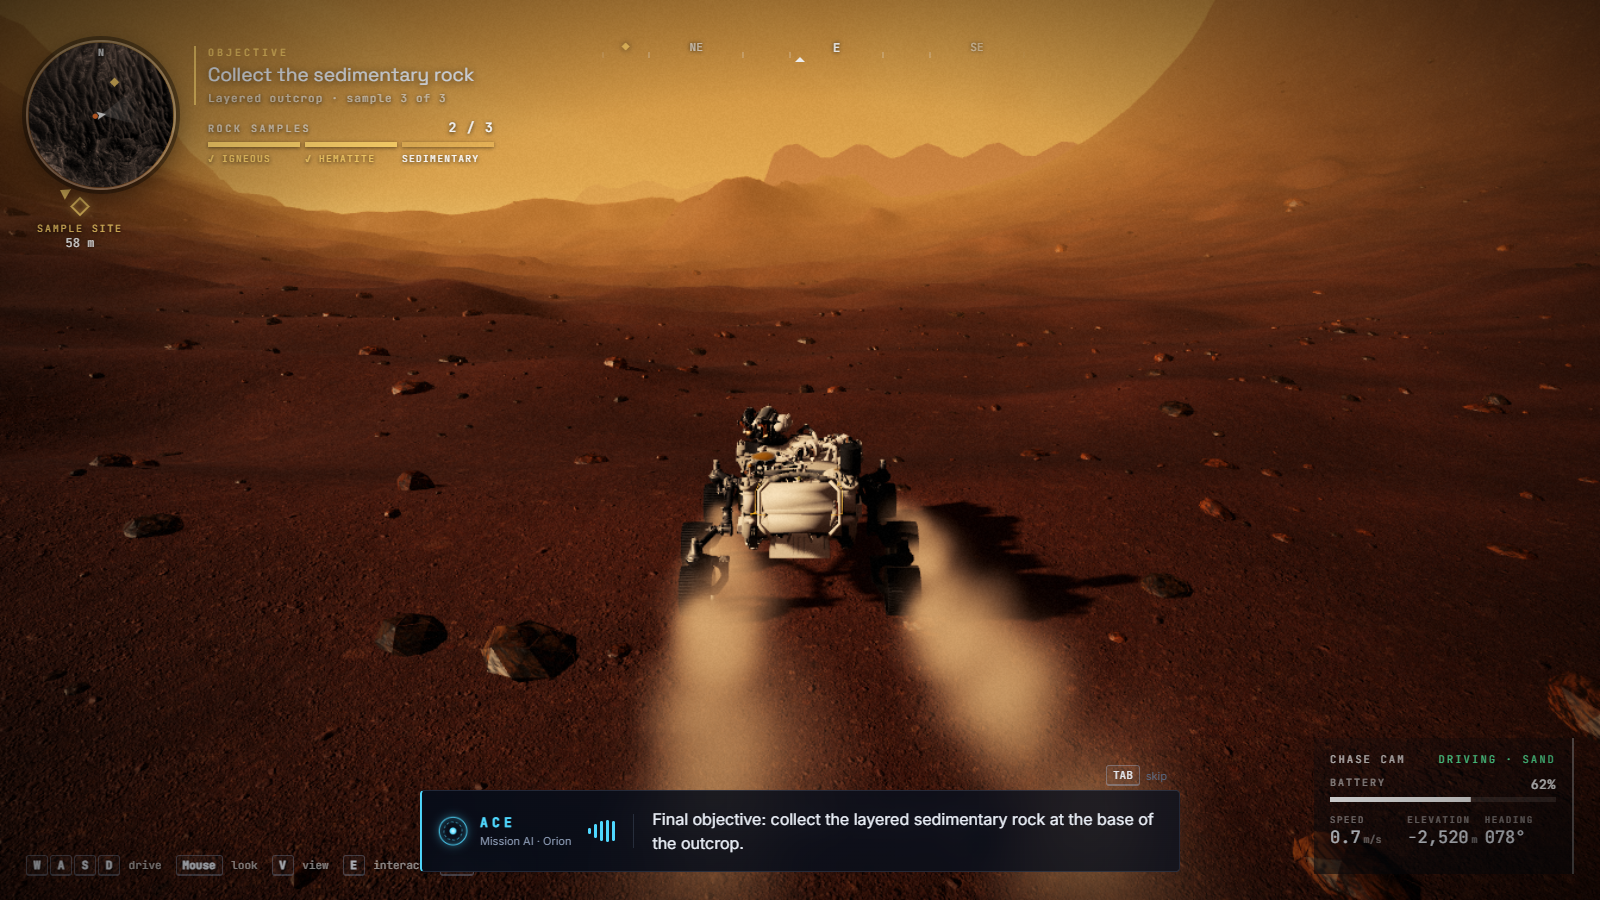 N
OBJECTIVE
Collect the sedimentary rock
Layered outcrop · sample 3 of 3
ROCK SAMPLES 2 / 3
✓ IGNEOUS ✓ HEMATITE SEDIMENTARY
SAMPLE SITE
58 m
NE E SE
TAB skip
ACE
Mission AI · Orion
Final objective: collect the layered sedimentary rock at the base of
the outcrop.
W A S D drive Mouse look V view E interac
CHASE CAM DRIVING · SAND
BATTERY 62%
SPEED ELEVATION HEADING
0.7 m/s -2,520 m 078°